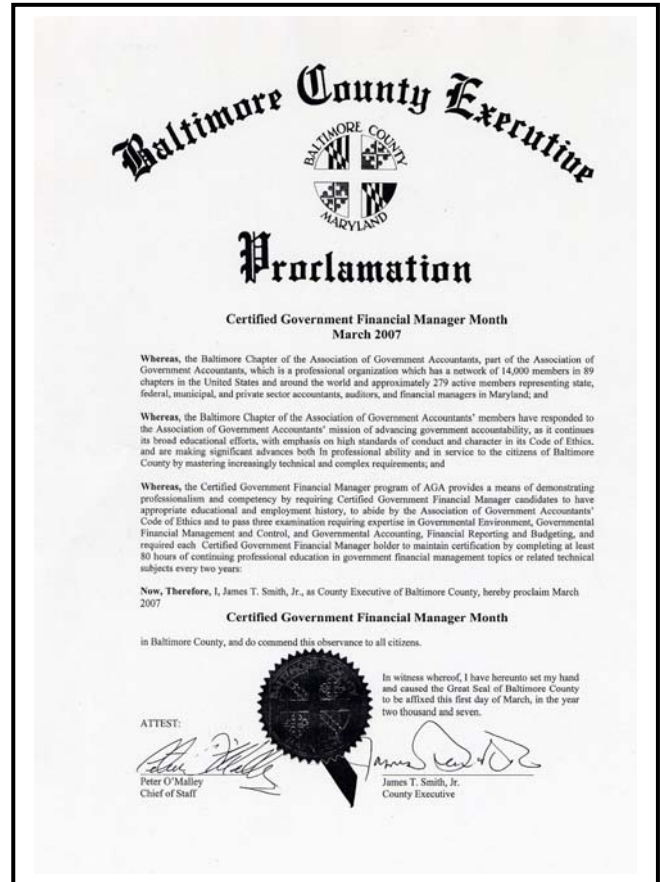 Baltimore County Executive
BALTIMORE COUNTY
MARYLAND
Proclamation
Certified Government Financial Manager Month
March 2007
Whereas, the Baltimore Chapter of the Association of Government Accountants, part of the Association of
Government Accountants, which is a professional organization which has a network of 14,000 members in 89
chapters in the United States and around the world and approximately 279 active members representing state,
federal, municipal, and private sector accountants, auditors, and financial managers in Maryland; and
Whereas, the Baltimore Chapter of the Association of Government Accountants' members have responded to
the Association of Government Accountants' mission of advancing government accountability, as it continues
its broad educational efforts, with emphasis on high standards of conduct and character in its Code of Ethics.
and are making significant advances both In professional ability and in service to the citizens of Baltimore
County by mastering increasingly technical and complex requirements; and
Whereas, the Certified Government Financial Manager program of AGA provides a means of demonstrating
professionalism and competency by requiring Certified Government Financial Manager candidates to have
appropriate educational and employment history, to abide by the Association of Government Accountants'
Code of Ethics and to pass three examination requiring expertise in Governmental Environment, Governmental
Financial Management and Control, and Governmental Accounting, Financial Reporting and Budgeting, and
required each Certified Government Financial Manager holder to maintain certification by completing at least
80 hours of continuing professional education in government financial management topics or related technical
subjects every two years:
Now, Therefore, I, James T. Smith, Jr., as County Executive of Baltimore County, hereby proclaim March
2007
Certified Government Financial Manager Month
in Baltimore County, and do commend this observance to all citizens.
In witness whereof, I have hereunto set my hand
and caused the Great Seal of Baltimore County
to be affixed this first day of March, in the year
two thousand and seven.
ATTEST:
Peter O'Malley
Chief of Staff
James T. Smith, Jr.
County Executive